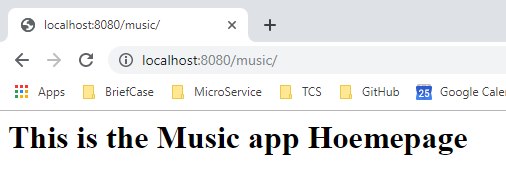 localhost:8080/music/
localhost:8080/music/
Apps BriefCase MicroService TCS GitHub 25 Google Caler
This is the Music app Hoemepage